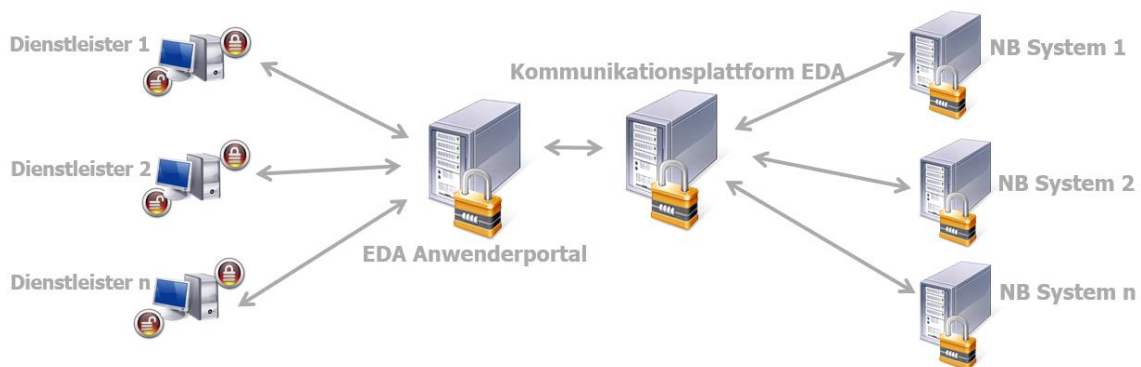 Dienstleister 1
NB System 1
Kommunikationsplattform EDA
Dienstleister 2
NB System 2
EDA Anwenderportal
Dienstleister n
NB System n